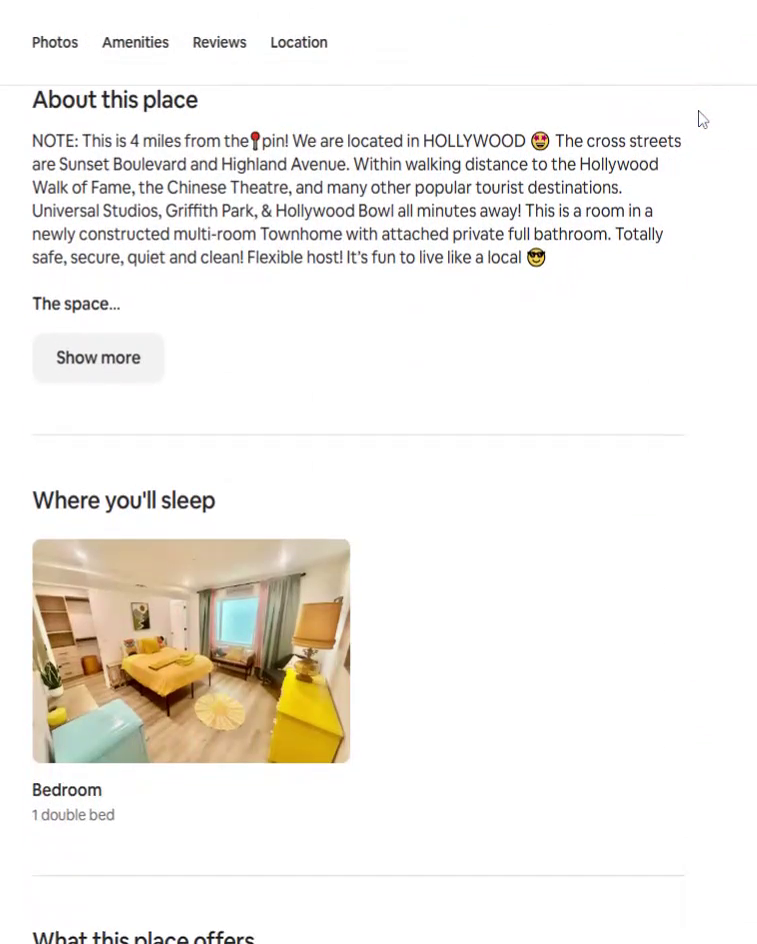 Photos Amenities Reviews Location
About this place
NOTE: This is 4 miles from the📍pin! We are located in HOLLYWOOD 🤩 The cross streets
are Sunset Boulevard and Highland Avenue. Within walking distance to the Hollywood
Walk of Fame, the Chinese Theatre, and many other popular tourist destinations.
Universal Studios, Griffith Park, & Hollywood Bowl all minutes away! This is a room in a
newly constructed multi-room Townhome with attached private full bathroom. Totally
safe, secure, quiet and clean! Flexible host! It's fun to live like a local 😎
The space...
Show more
Where you'll sleep
Bedroom
1 double bed
What this place offers